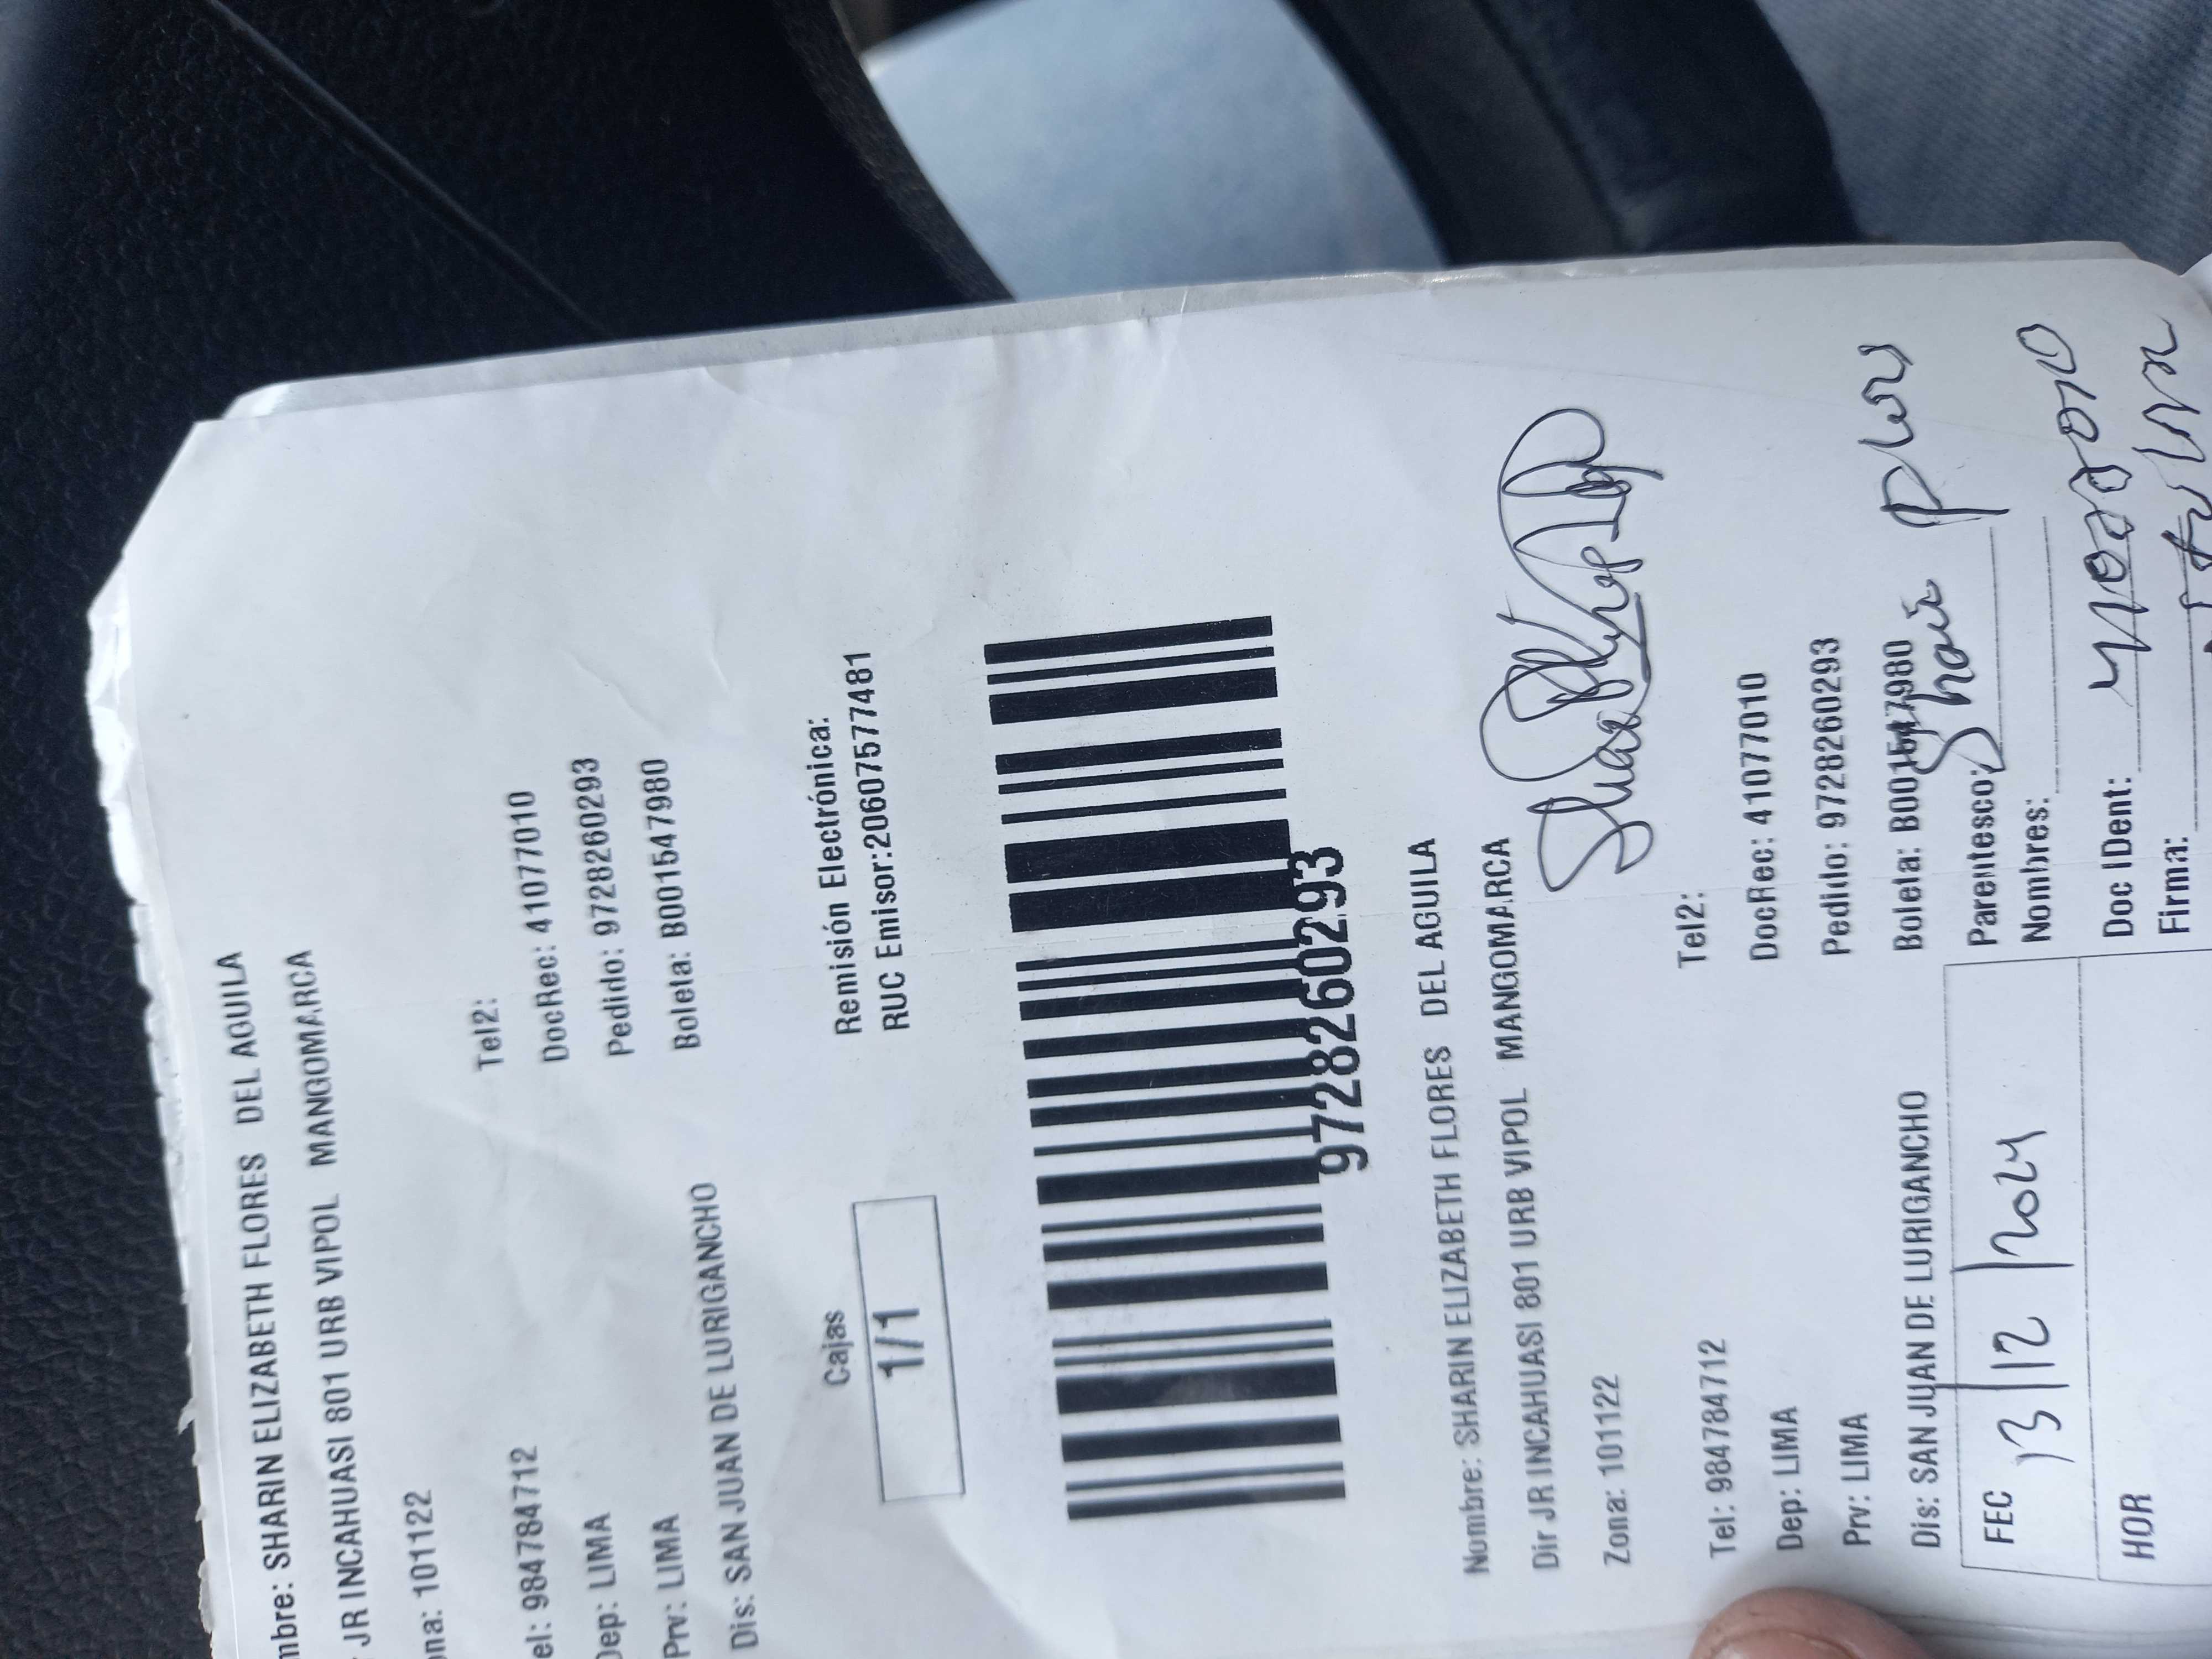 mbre: SHARIN ELIZABETH FLORES DEL AGUILA
JR INCAHUASI 801 URB VIPOL MANGOMARCA
ona: 101122
el: 984784712
Tel2:
Dep: LIMA
DocRec: 41077010
Prv: LIMA
Pedido: 9728260293
Dis: SAN JUAN DE LURIGANCHO
Boleta: B001547980
Cajas
1/1
Remisión Electrónica:
RUC Emisor:20607577481
9728260293
Nombre: SHARIN ELIZABETH FLORES DEL AGUILA
Dir JR INCAHUASI 801 URB VIPOL MANGOMARCA
Zona: 101122
Tel: 984784712
Tel2:
Dep: LIMA
DocRec: 41077010
Prv: LIMA
Pedido: 9728260293
Dis: SAN JUAN DE LURIGANCHO
Boleta: B001547980
FEC 13/12/2024
Parentesco:
Nombres:
HOR
Doc IDent:
Firma: